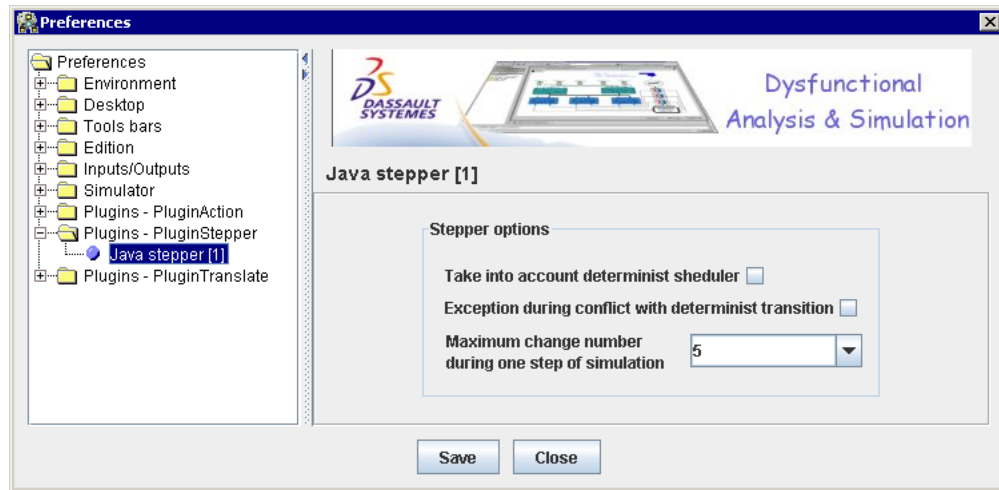 Preferences
Preferences
Environment
Desktop
Tools bars
Edition
Inputs/Outputs
Simulator
Plugins - PluginAction
Plugins - PluginStepper
Java stepper [1]
Plugins - PluginTranslate
DASSAULT
SYSTEMES
Dysfunctional
Analysis & Simulation
Java stepper [1]
Stepper options
Take into account determinist sheduler
Exception during conflict with determinist transition
Maximum change number
during one step of simulation
5
Save
Close